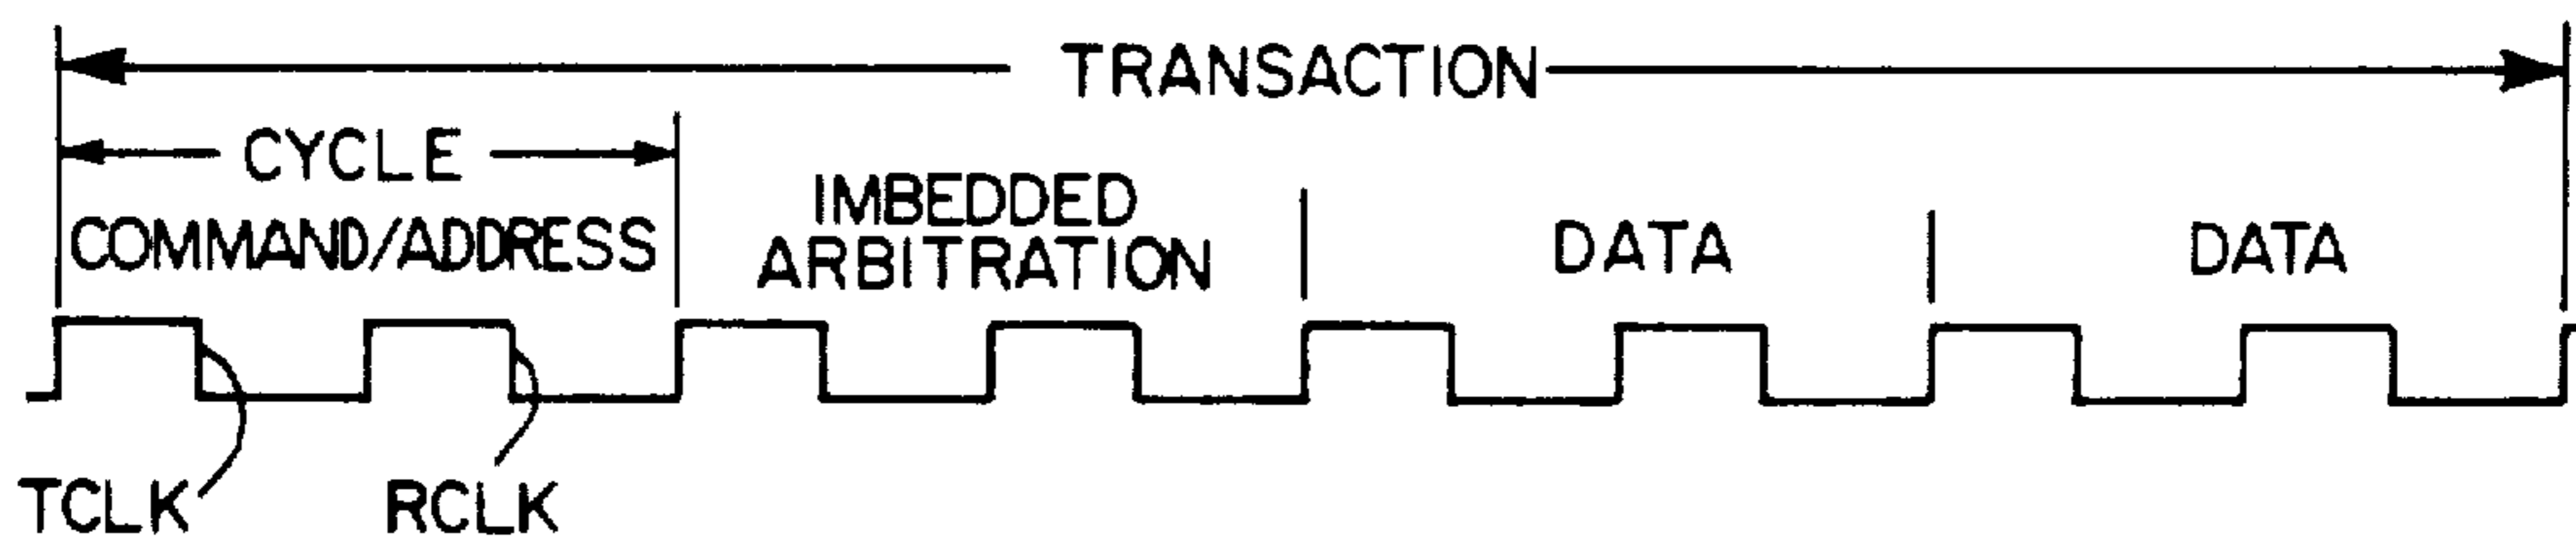 TRANSACTION
CYCLE
COMMAND/ADDRESS
IMBEDDED
ARBITRATION
DATA
DATA
TCLK
RCLK